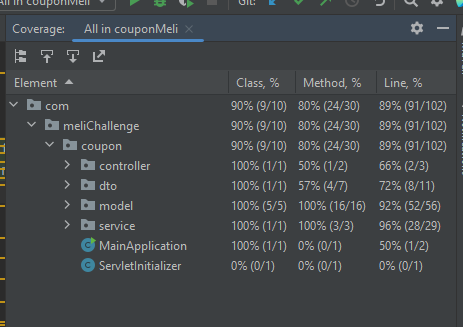 All in couponMeli
Git:
Coverage: All in couponMeli
Element Class, % Method, % Line, %
com 90% (9/10) 80% (24/30) 89% (91/102)
meliChallenge 90% (9/10) 80% (24/30) 89% (91/102)
coupon 90% (9/10) 80% (24/30) 89% (91/102)
controller 100% (1/1) 50% (1/2) 66% (2/3)
dto 100% (1/1) 57% (4/7) 72% (8/11)
model 100% (5/5) 100% (16/16) 92% (52/56)
service 100% (1/1) 100% (3/3) 96% (28/29)
MainApplication 100% (1/1) 0% (0/1) 50% (1/2)
ServletInitializer 0% (0/1) 0% (0/1) 0% (0/1)